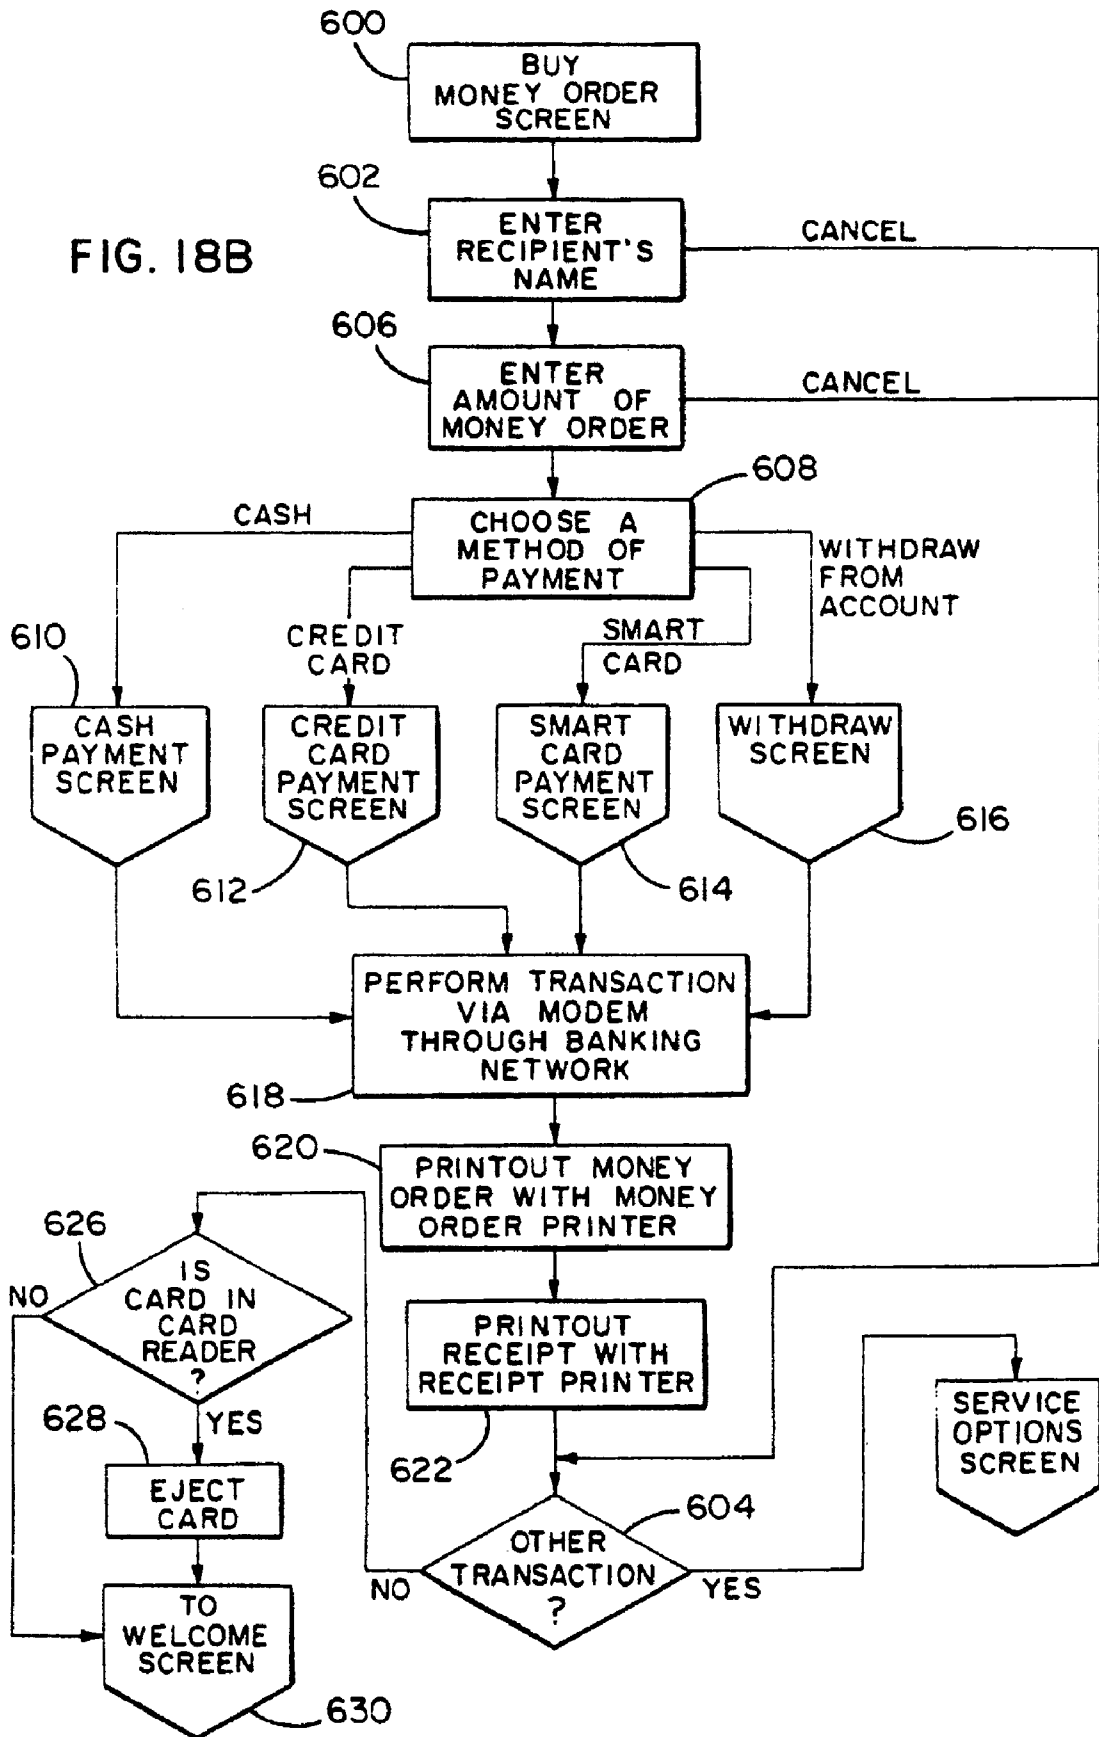 600
BUY
MONEY ORDER
SCREEN
602
ENTER
RECIPIENT'S
NAME
CANCEL
FIG. 18B
606
ENTER
AMOUNT OF
MONEY ORDER
CANCEL
608
CHOOSE A
METHOD OF
PAYMENT
CASH
WITHDRAW
FROM
ACCOUNT
CREDIT
CARD
SMART
CARD
610
CASH
PAYMENT
SCREEN
CREDIT
CARD
PAYMENT
SCREEN
SMART
CARD
PAYMENT
SCREEN
WITHDRAW
SCREEN
612
614
616
PERFORM TRANSACTION
VIA MODEM
THROUGH BANKING
NETWORK
618
620
PRINTOUT MONEY
ORDER WITH MONEY
ORDER PRINTER
626
IS
CARD IN
CARD
READER
?
NO
YES
PRINTOUT
RECEIPT WITH
RECEIPT PRINTER
622
SERVICE
OPTIONS
SCREEN
628
EJECT
CARD
604
OTHER
TRANSACTION
?
NO
YES
TO
WELCOME
SCREEN
630